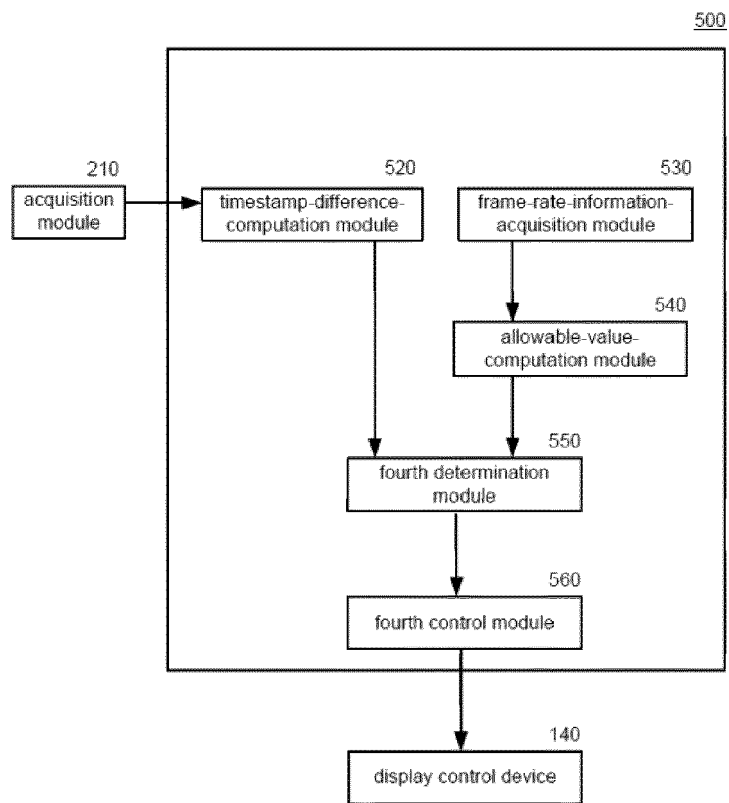 500
210
520
530
acquisition
module
timestamp-difference-
computation module
frame-rate-information-
acquisition module
540
allowable-value-
computation module
550
fourth determination
module
560
fourth control module
140
display control device